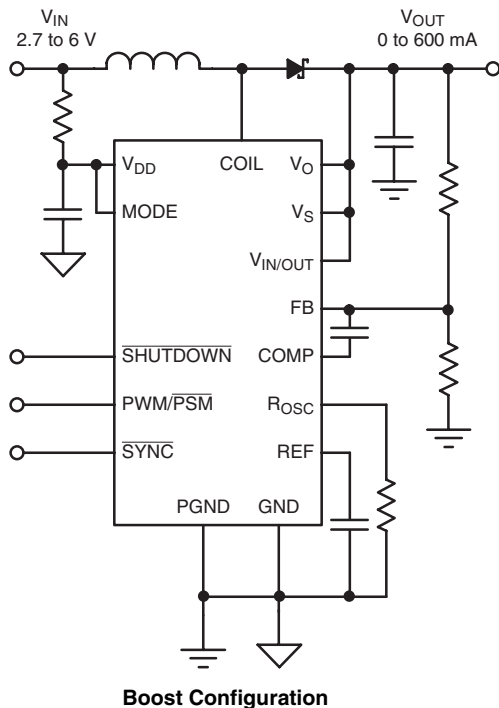 VIN
2.7 to 6 V
VOUT
0 to 600 mA
VDD
COIL
VO
MODE
VS
VIN/OUT
FB
SHUTDOWN
COMP
PWM/PSM
ROSC
SYNC
REF
PGND
GND
Boost Configuration